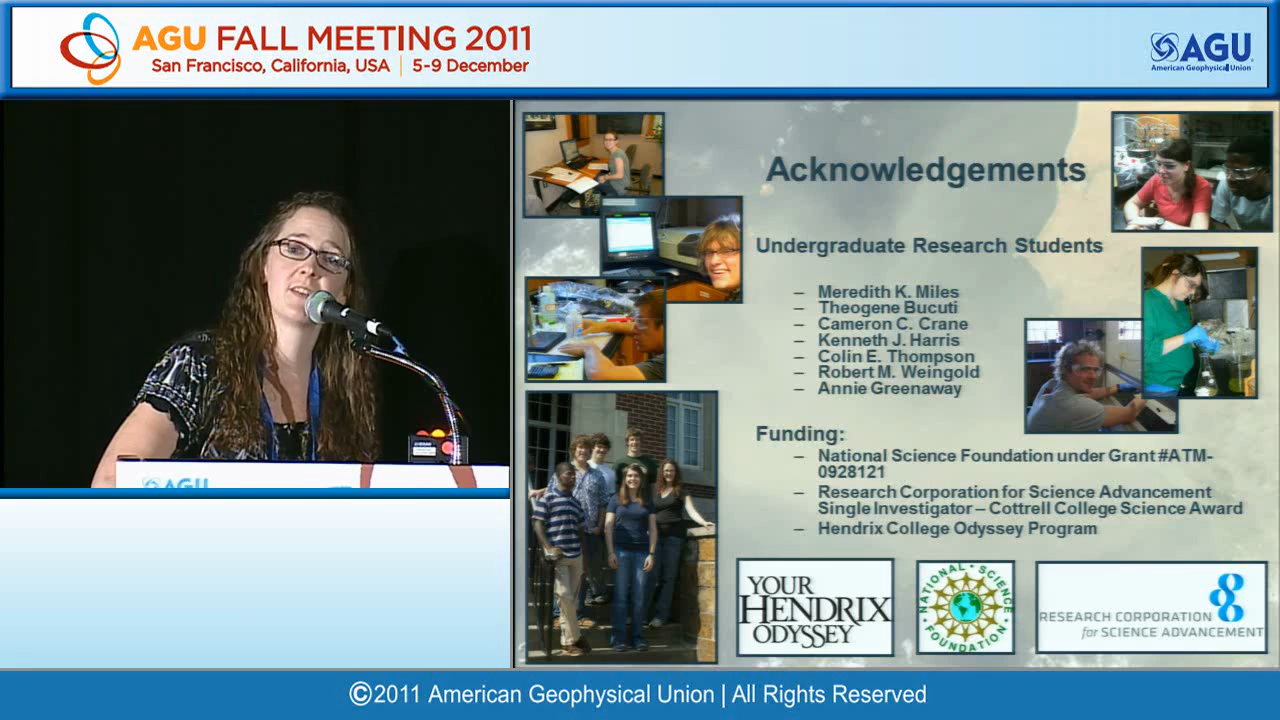 AGU FALL MEETING 2011
San Francisco, California, USA | 5-9 December
AGU
American Geophysical Union
AGU
Acknowledgements
Undergraduate Research Students
– Meredith K. Miles
– Theogene Bucuti
– Cameron C. Crane
– Kenneth J. Harris
– Colin E. Thompson
– Robert M. Weingold
– Annie Greenaway
Funding:
– National Science Foundation under Grant #ATM-
0928121
– Research Corporation for Science Advancement
Single Investigator – Cottrell College Science Award
– Hendrix College Odyssey Program
YOUR
HENDRIX
ODYSSEY
NATIONAL SCIENCE
FOUNDATION
RESEARCH CORPORATION
for SCIENCE ADVANCEMENT
©2011 American Geophysical Union | All Rights Reserved